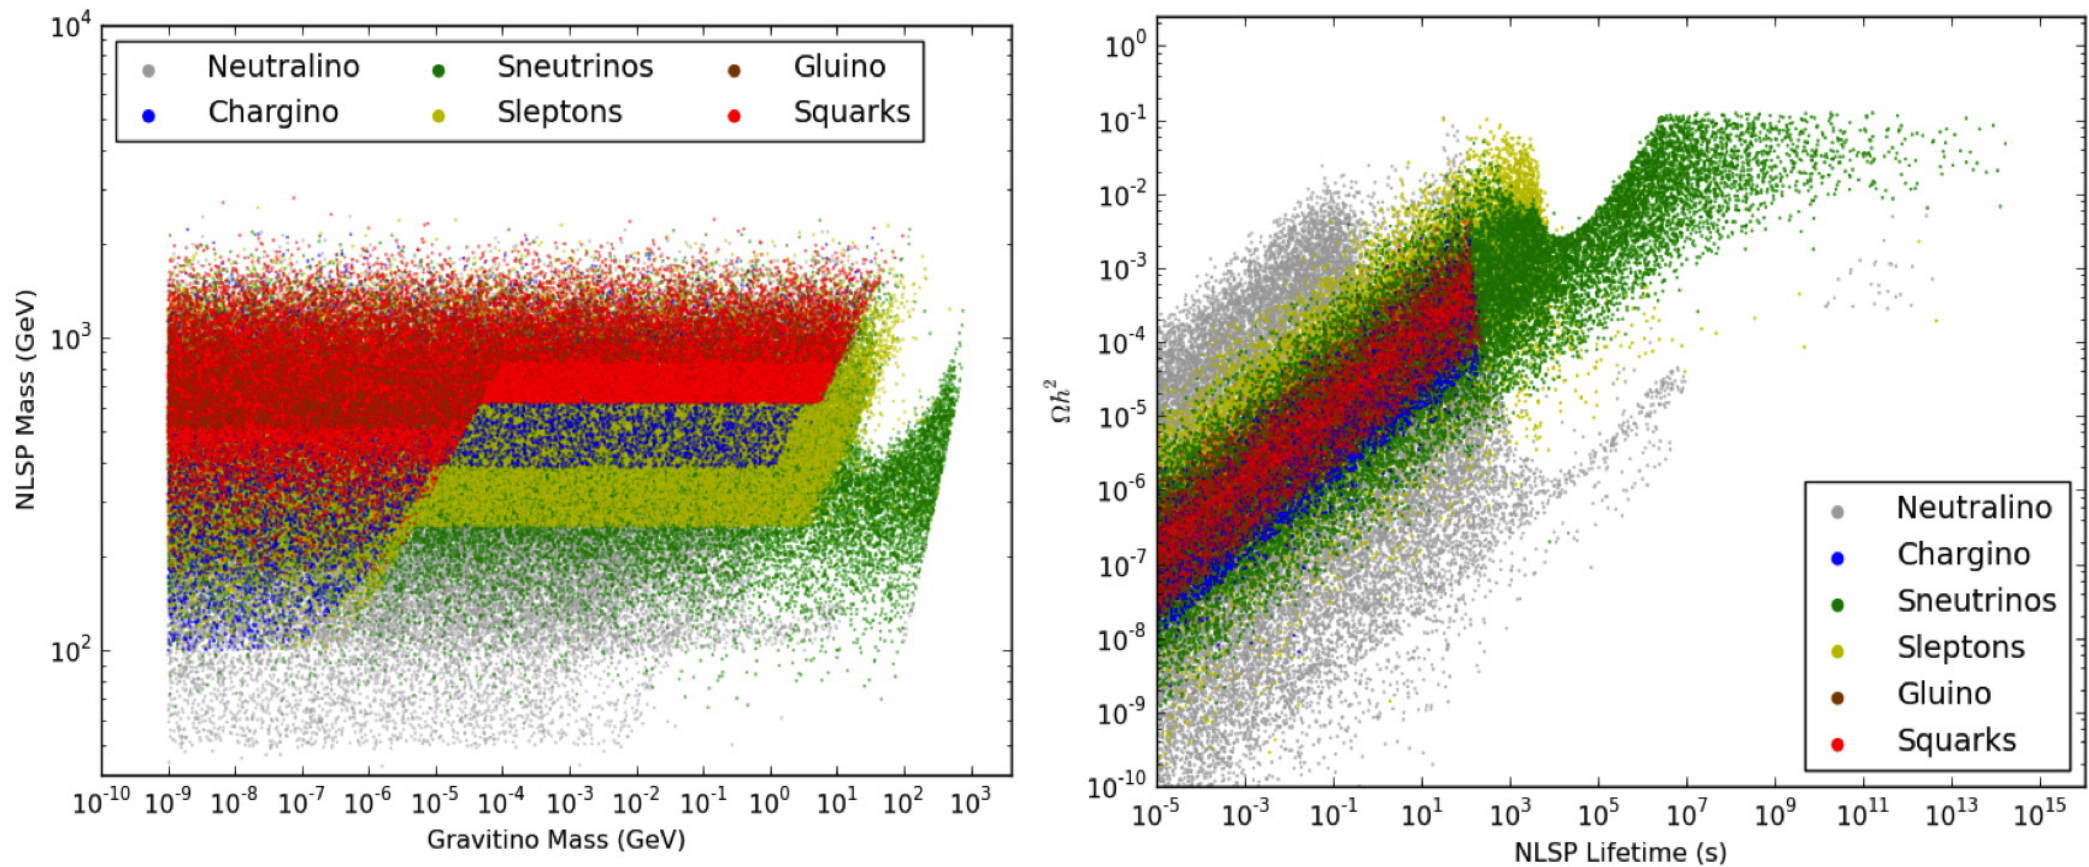 10^4
10^3
10^2
NLSP Mass (GeV)
Neutralino Sneutrinos Gluino
Chargino Sleptons Squarks
10^-10 10^-9 10^-8 10^-7 10^-6 10^-5 10^-4 10^-3 10^-2 10^-1 10^0 10^1 10^2 10^3
Gravitino Mass (GeV)
10^0
10^-1
10^-2
10^-3
10^-4
10^-5
10^-6
10^-7
10^-8
10^-9
10^-10
Ωh^2
Neutralino
Chargino
Sneutrinos
Sleptons
Gluino
Squarks
10^-5 10^-3 10^-1 10^1 10^3 10^5 10^7 10^9 10^11 10^13 10^15
NLSP Lifetime (s)